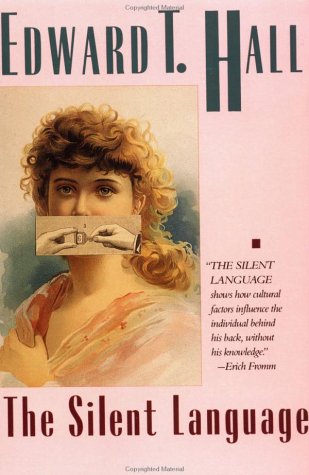 EDWARD T. HALL
"THE SILENT
LANGUAGE
shows how cultural
factors influence the
individual behind
his back, without
his knowledge."
—Erich Fromm
The Silent Language